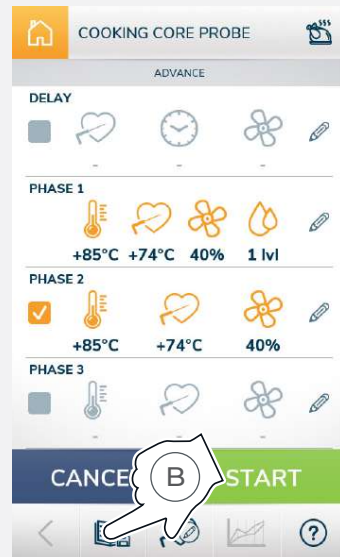 COOKING CORE PROBE
ADVANCE
DELAY
- - -
PHASE 1
+85°C +74°C 40% 1 lvl
PHASE 2
+85°C +74°C 40%
PHASE 3
- -
CANCE B START
?